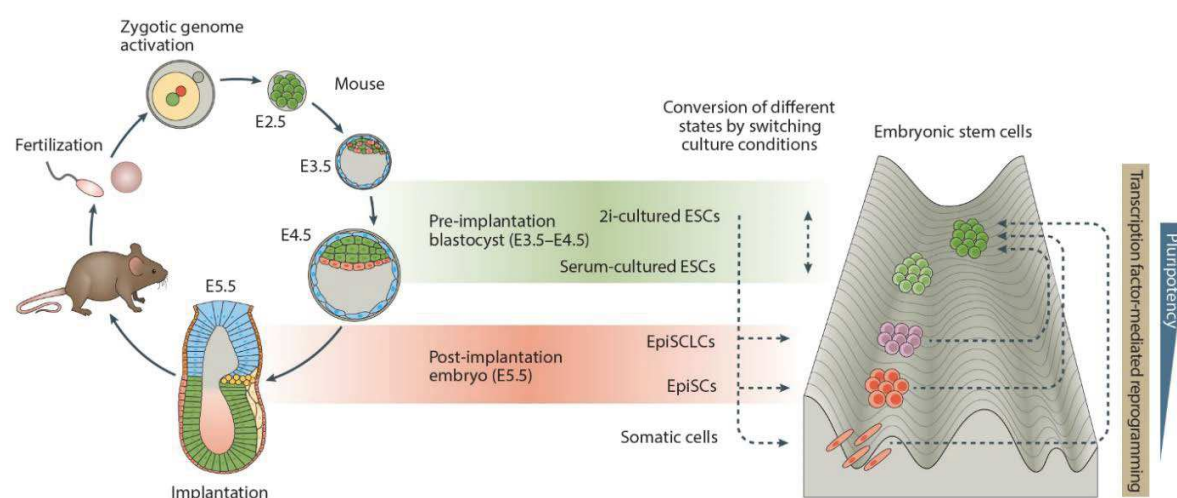 Zygotic genome
activation
Mouse
E2.5
Fertilization
E3.5
E4.5
E5.5
Implantation
Pre-implantation
blastocyst (E3.5–E4.5)
Post-implantation
embryo (E5.5)
Conversion of different
states by switching
culture conditions
2i-cultured ESCs
Serum-cultured ESCs
EpiSCLCs
EpiSCs
Somatic cells
Embryonic stem cells
Transcription factor-mediated reprogramming
Pluripotency